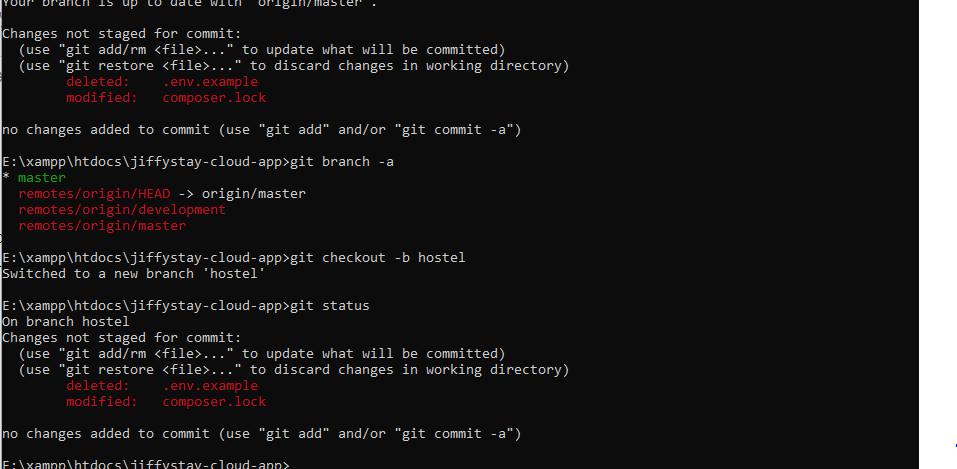 Your branch is up to date with 'origin/master'.
Changes not staged for commit:
  (use "git add/rm <file>..." to update what will be committed)
  (use "git restore <file>..." to discard changes in working directory)
        deleted:    .env.example
        modified:   composer.lock
no changes added to commit (use "git add" and/or "git commit -a")
E:\xampp\htdocs\jiffystay-cloud-app>git branch -a
* master
  remotes/origin/HEAD -> origin/master
  remotes/origin/development
  remotes/origin/master
E:\xampp\htdocs\jiffystay-cloud-app>git checkout -b hostel
Switched to a new branch 'hostel'
E:\xampp\htdocs\jiffystay-cloud-app>git status
On branch hostel
Changes not staged for commit:
  (use "git add/rm <file>..." to update what will be committed)
  (use "git restore <file>..." to discard changes in working directory)
        deleted:    .env.example
        modified:   composer.lock
no changes added to commit (use "git add" and/or "git commit -a")
E:\xampp\htdocs\jiffystay-cloud-app>